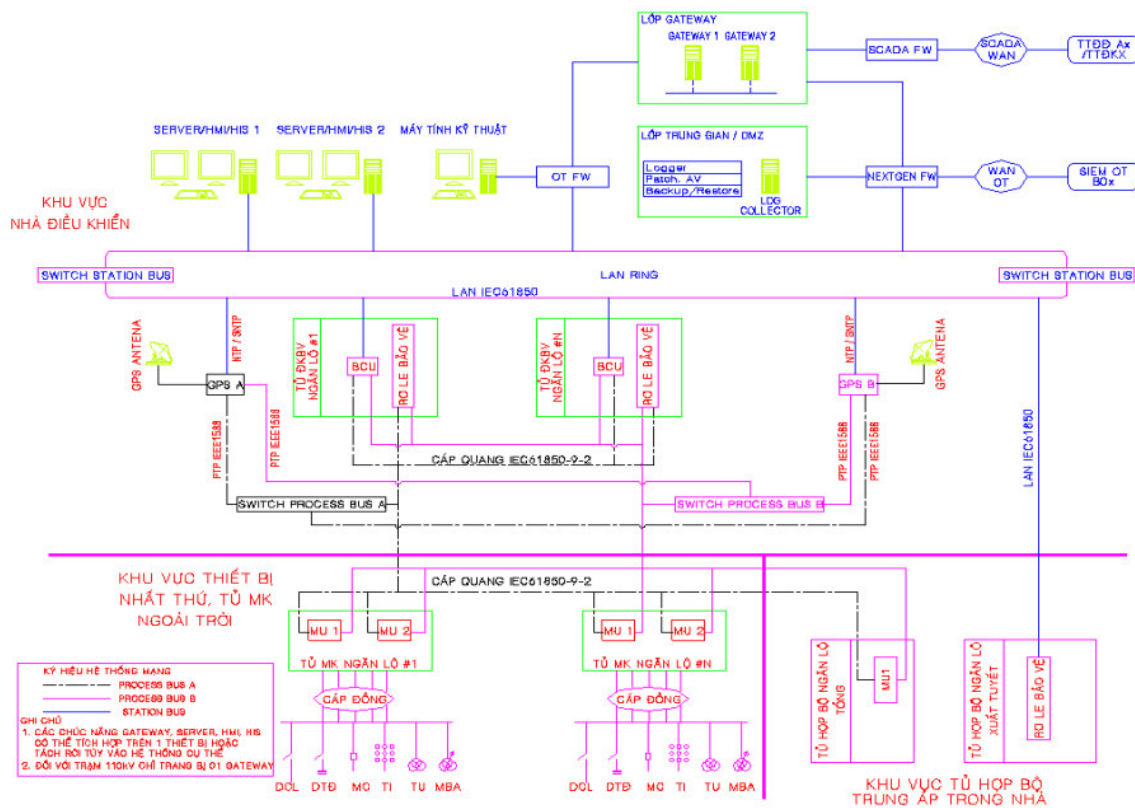 LỚP GATEWAY
GATEWAY 1 GATEWAY 2
SCADA FW
SCADA
WAN
TTĐĐ Ax
/TTĐKX
SERVER/HMI/HIS 1
SERVER/HMI/HIS 2
MÁY TÍNH KỸ THUẬT
OT FW
LỚP TRUNG GIAN / DMZ
Logger
Patch, AV
Backup/Restore
LOG
COLLECTOR
NEXTGEN FW
WAN
OT
SIEM OT
B0x
KHU VỰC
NHÀ ĐIỀU KHIỂN
SWITCH STATION BUS
LAN RING
SWITCH STATION BUS
LAN IEC61850
GPS ANTENA
NTP / SNTP
GPS A
PTP IEEE1588
PTP IEEE1588
TỦ ĐKBV
NGĂN LỘ #1
BCU
RƠ LE BẢO VỆ
TỦ ĐKBV
NGĂN LỘ #N
BCU
RƠ LE BẢO VỆ
NTP / SNTP
GPS B
GPS ANTENA
PTP IEEE1588
PTP IEEE1588
LAN IEC61850
CÁP QUANG IEC61850-9-2
SWITCH PROCESS BUS A
SWITCH PROCESS BUS B
KHU VỰC THIẾT BỊ
NHẤT THỨ, TỦ MK
NGOÀI TRỜI
CÁP QUANG IEC61850-9-2
MU 1
MU 2
TỦ MK NGĂN LỘ #1
CÁP ĐỒNG
DCL
DTĐ
MC
TI
TU
MBA
MU 1
MU 2
TỦ MK NGĂN LỘ #N
CÁP ĐỒNG
DCL
DTĐ
MC
TI
TU
MBA
TỦ HỢP BỘ NGĂN LỘ
TỔNG
MU1
TỦ HỢP BỘ NGĂN LỘ
XUẤT TUYẾT
RƠ LE BẢO VỆ
KHU VỰC TỦ HỢP BỘ
TRUNG ÁP TRONG NHÀ
KÝ HIỆU HỆ THỐNG MẠNG
PROCESS BUS A
PROCESS BUS B
STATION BUS
GHI CHÚ
1. CÁC CHỨC NĂNG GATEWAY, SERVER, HMI, HIS
CÓ THỂ TÍCH HỢP TRÊN 1 THIẾT BỊ HOẶC
TÁCH RỜI TÙY VÀO HỆ THỐNG CỤ THỂ
2. ĐỐI VỚI TRẠM 110kV CHỈ TRANG BỊ 01 GATEWAY